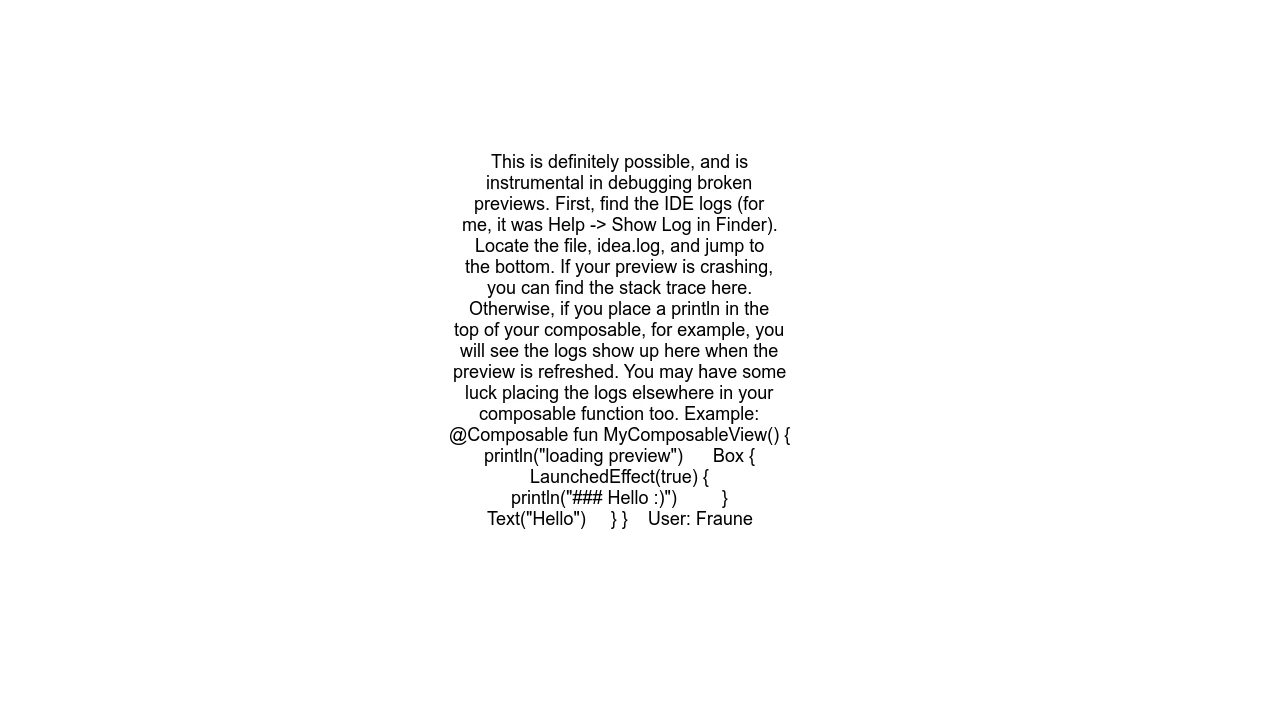 This is definitely possible, and is
instrumental in debugging broken
previews. First, find the IDE logs (for
me, it was Help -> Show Log in Finder).
Locate the file, idea.log, and jump to
the bottom. If your preview is crashing,
you can find the stack trace here.
Otherwise, if you place a println in the
top of your composable, for example, you
will see the logs show up here when the
preview is refreshed. You may have some
luck placing the logs elsewhere in your
composable function too. Example:
@Composable fun MyComposableView() {
println("loading preview")     Box {
LaunchedEffect(true) {
println("### Hello :)")         }
Text("Hello")     } }    User: Fraune